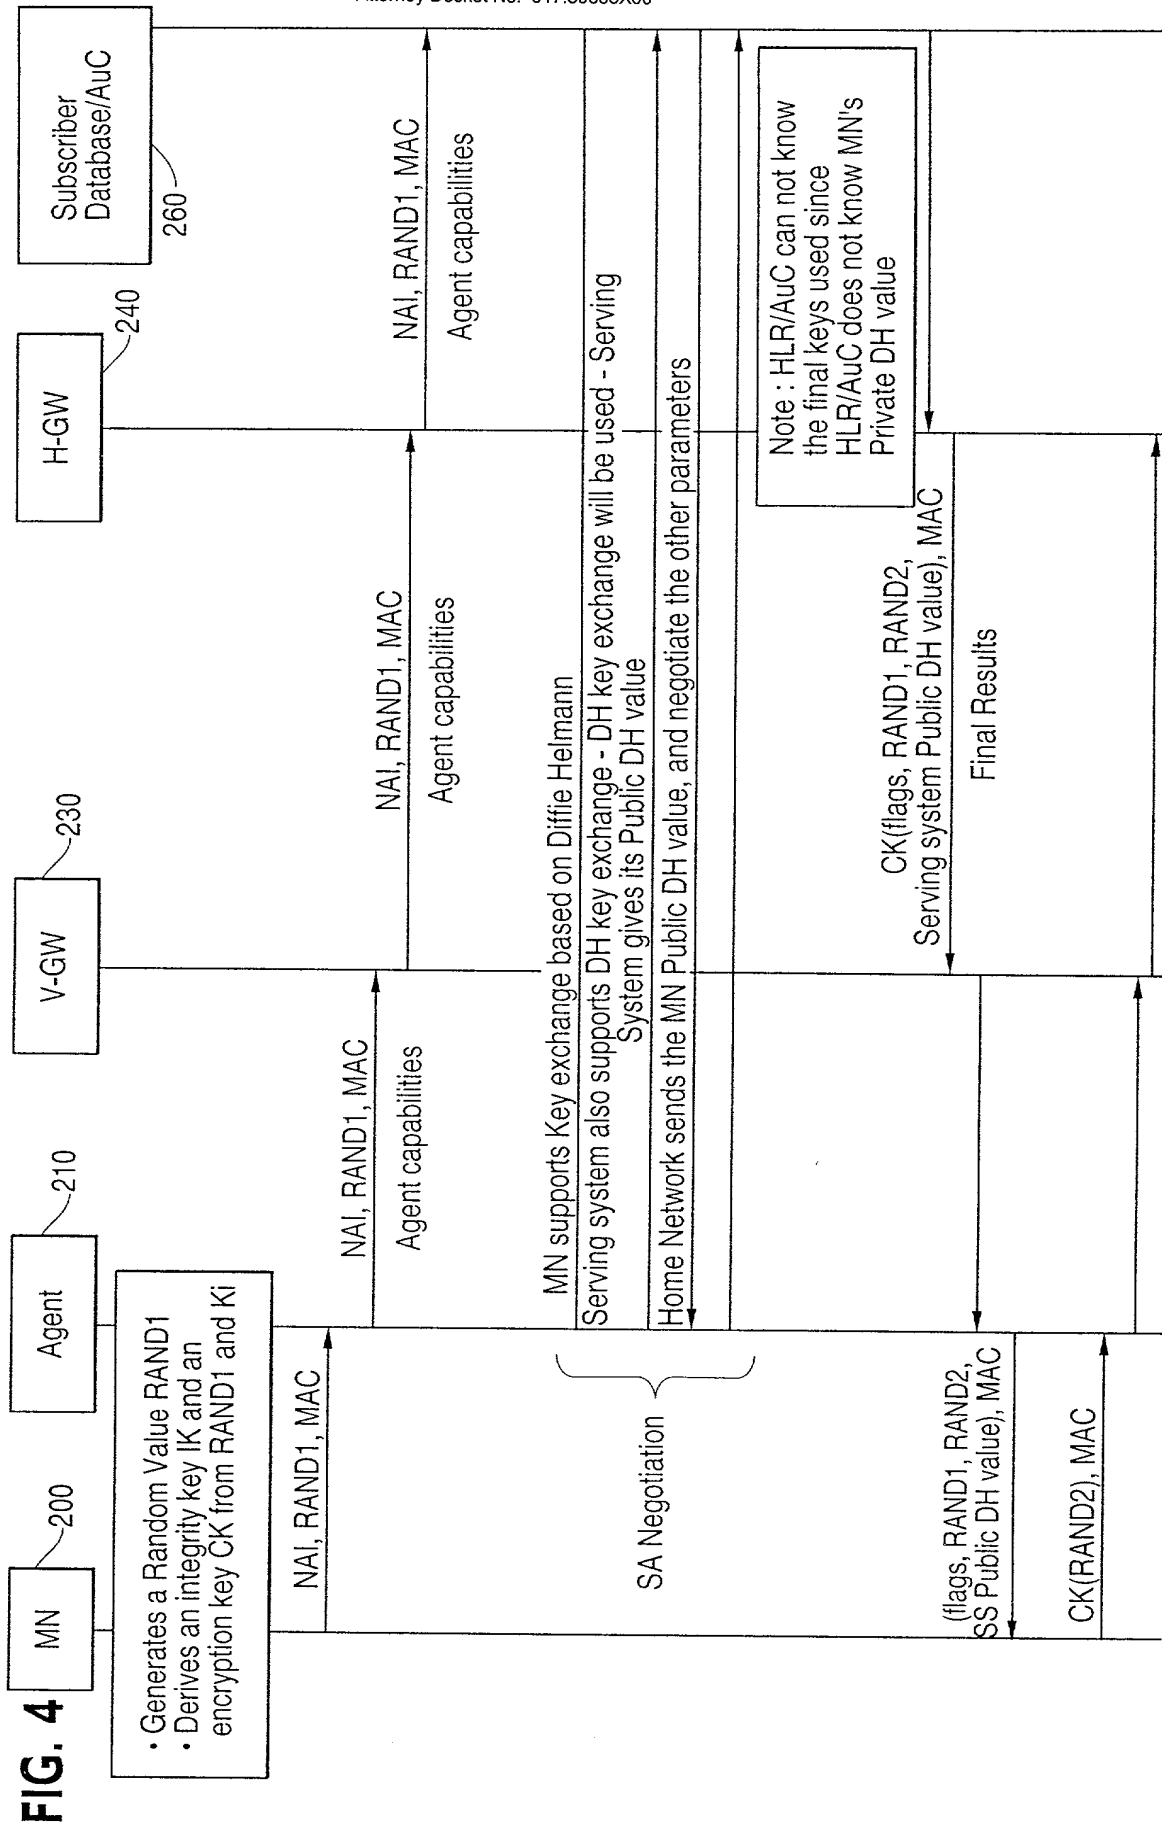 FIG. 4
MN
200
Agent
210
V-GW
230
H-GW
240
Subscriber
Database/AuC
260
· Generates a Random Value RAND1
· Derives an integrity key IK and an
encryption key CK from RAND1 and Ki
NAI, RAND1, MAC
NAI, RAND1, MAC
Agent capabilities
NAI, RAND1, MAC
Agent capabilities
NAI, RAND1, MAC
Agent capabilities
SA Negotiation
MN supports Key exchange based on Diffie Helmann
Serving system also supports DH key exchange - DH key exchange will be used - Serving
System gives its Public DH value
Home Network sends the MN Public DH value, and negotiate the other parameters
Note : HLR/AuC can not know
the final keys used since
HLR/AuC does not know MN's
Private DH value
CK(flags, RAND1, RAND2,
Serving system Public DH value), MAC
Final Results
(flags, RAND1, RAND2,
SS Public DH value), MAC
CK(RAND2), MAC